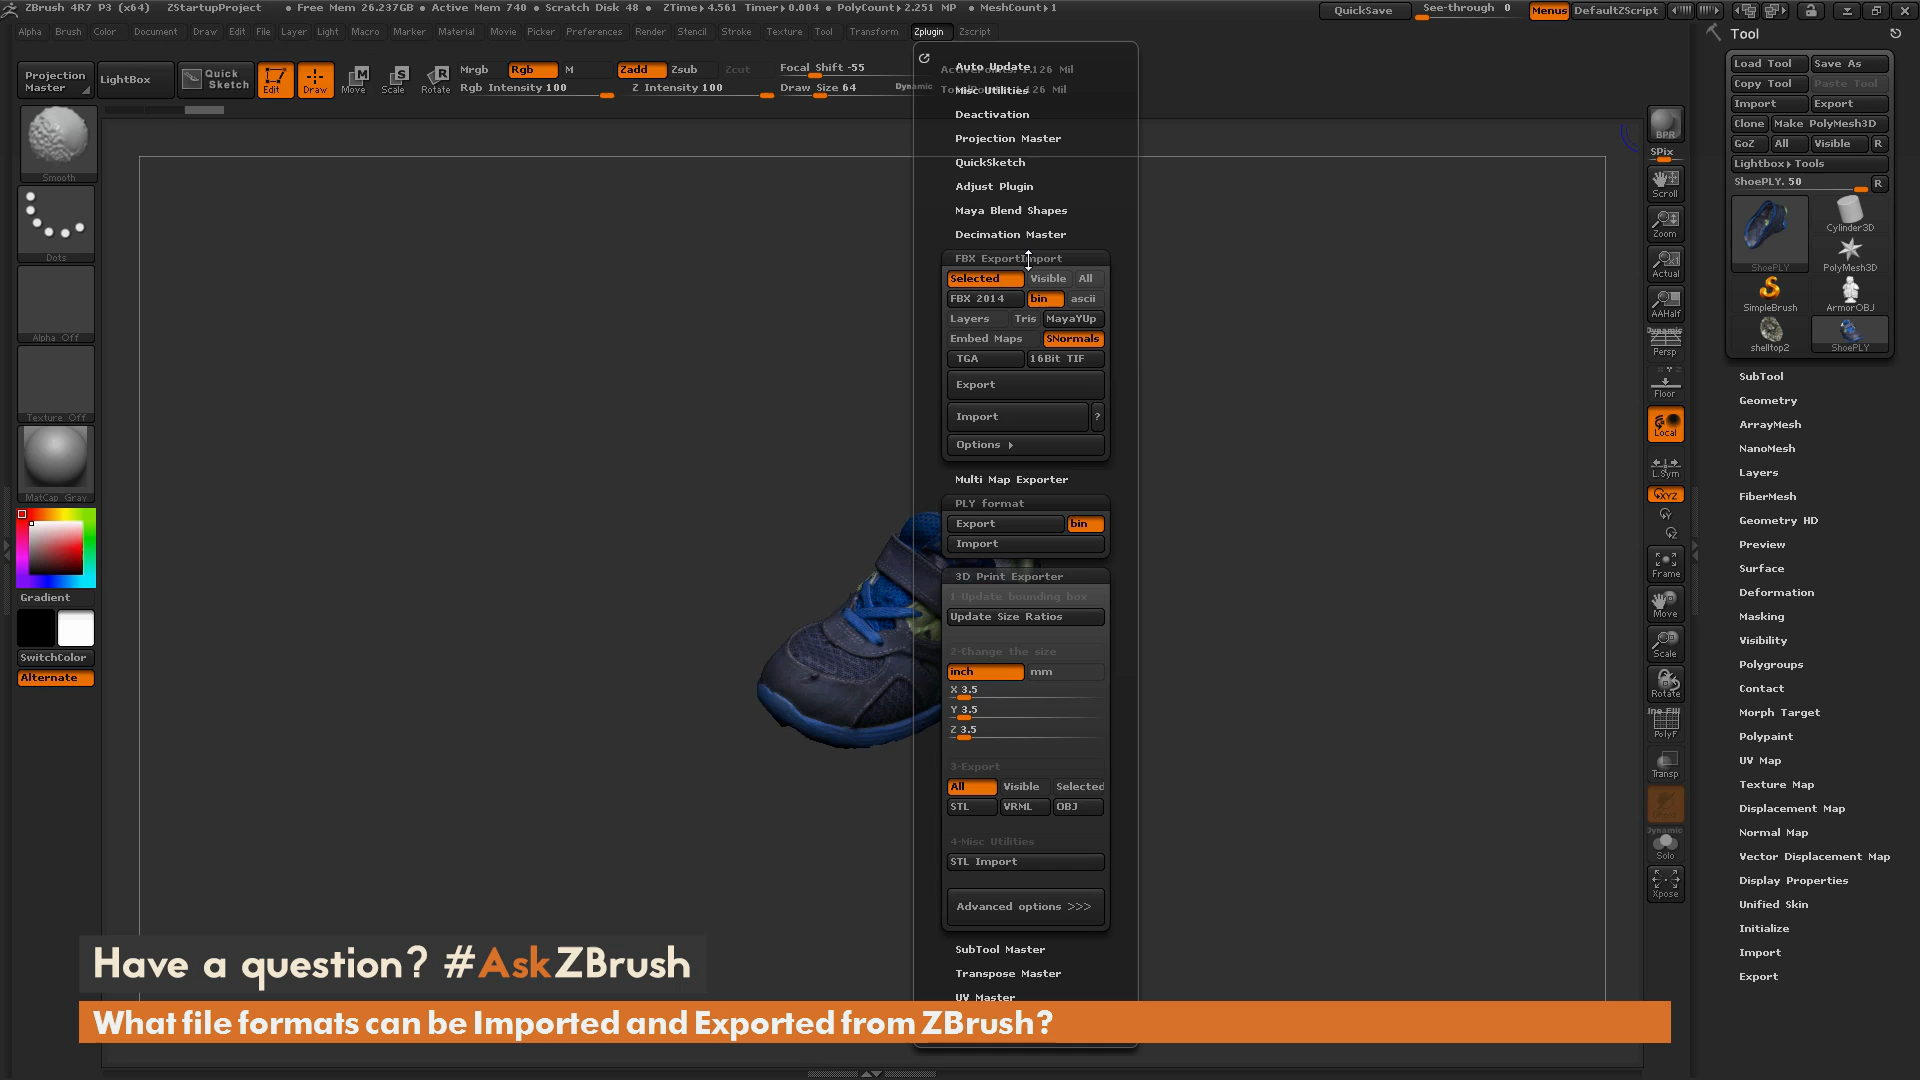 ZBrush 4R7 P3 (x64) ZStartupProject • Free Mem 26.237GB • Active Mem 740 • Scratch Disk 48 • ZTime▸4.561 Timer▸0.004 • PolyCount▸2.251 MP • MeshCount▸1 QuickSave See-through 0 Menus DefaultZScript
Alpha Brush Color Document Draw Edit File Layer Light Macro Marker Material Movie Picker Preferences Render Stencil Stroke Texture Tool Transform Zplugin Zscript
Projection Master
LightBox
Quick Sketch
Edit
Draw
Move
Scale
Rotate
Mrgb Rgb M
Rgb Intensity 100
Zadd Zsub Zcut
Z Intensity 100
Focal Shift -55
Draw Size 64
Dynamic
Smooth
Dots
Alpha Off
Texture Off
MatCap Gray
Gradient
SwitchColor
Alternate
Auto Update
Misc Utilities
Deactivation
Projection Master
QuickSketch
Adjust Plugin
Maya Blend Shapes
Decimation Master
FBX ExportImport
Selected Visible All
FBX 2014 bin ascii
Layers Tris MayaYUp
Embed Maps SNormals
TGA 16Bit TIF
Export
Import ?
Options
Multi Map Exporter
PLY format
Export bin
Import
3D Print Exporter
1-Update bounding box
Update Size Ratios
2-Change the size
inch mm
X 3.5
Y 3.5
Z 3.5
3-Export
All Visible Selected
STL VRML OBJ
4-Misc Utilities
STL Import
Advanced options >>>
SubTool Master
Transpose Master
UV Master
BPR
SPix
Scroll
Zoom
Actual
AAHalf
Dynamic
Persp
Floor
Local
L.Sym
XYZ
Frame
Move
Scale
Rotate
Line Fill
PolyF
Transp
Dynamic
Solo
Xpose
Tool
Load Tool Save As
Copy Tool Paste Tool
Import Export
Clone Make PolyMesh3D
GoZ All Visible R
Lightbox▸Tools
ShoePLY. 50 R
ShoePLY
Cylinder3D
PolyMesh3D
SimpleBrush
ArmorOBJ
shelltop2
ShoePLY
SubTool
Geometry
ArrayMesh
NanoMesh
Layers
FiberMesh
Geometry HD
Preview
Surface
Deformation
Masking
Visibility
Polygroups
Contact
Morph Target
Polypaint
UV Map
Texture Map
Displacement Map
Normal Map
Vector Displacement Map
Display Properties
Unified Skin
Initialize
Import
Export
Have a question? #AskZBrush
What file formats can be Imported and Exported from ZBrush?